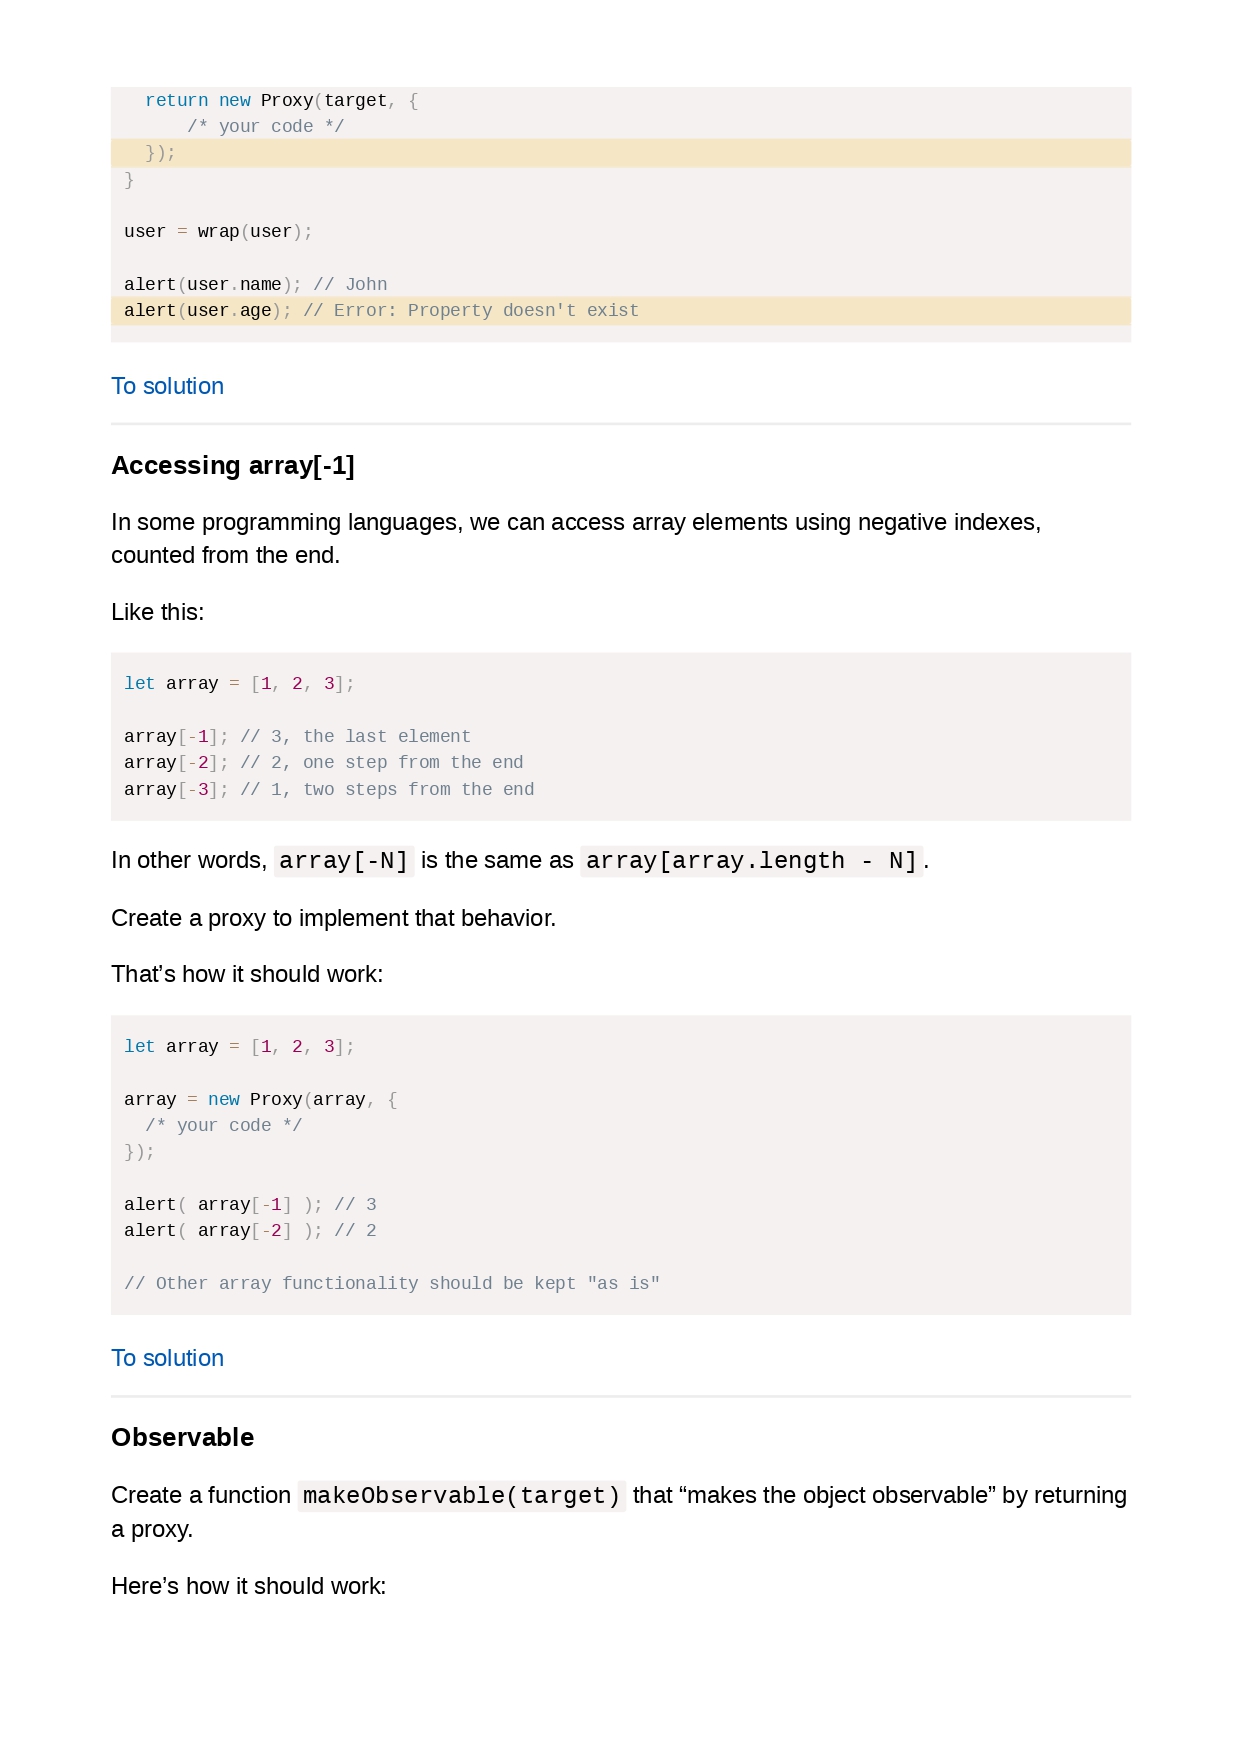 return new Proxy(target, {
      /* your code */
  });
}

user = wrap(user);

alert(user.name); // John
alert(user.age); // Error: Property doesn't exist
To solution
Accessing array[-1]
In some programming languages, we can access array elements using negative indexes,
counted from the end.
Like this:
let array = [1, 2, 3];

array[-1]; // 3, the last element
array[-2]; // 2, one step from the end
array[-3]; // 1, two steps from the end
In other words, array[-N] is the same as array[array.length - N].
Create a proxy to implement that behavior.
That’s how it should work:
let array = [1, 2, 3];

array = new Proxy(array, {
  /* your code */
});

alert( array[-1] ); // 3
alert( array[-2] ); // 2

// Other array functionality should be kept "as is"
To solution
Observable
Create a function makeObservable(target) that “makes the object observable” by returning
a proxy.
Here’s how it should work: